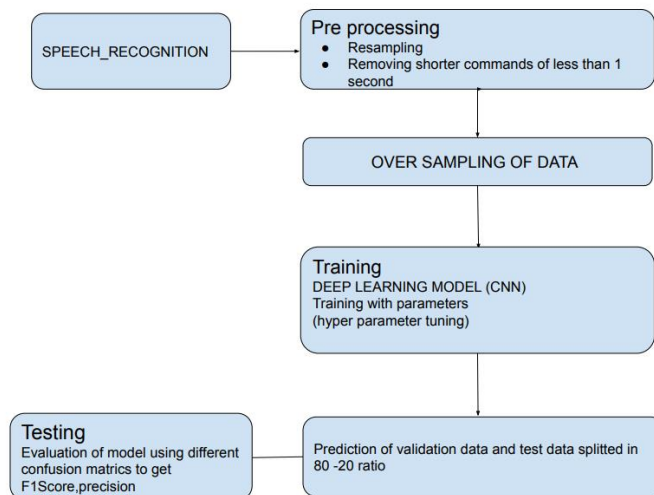 SPEECH_RECOGNITION
Pre processing
● Resampling
● Removing shorter commands of less than 1
second
OVER SAMPLING OF DATA
Training
DEEP LEARNING MODEL (CNN)
Training with parameters
(hyper parameter tuning)
Prediction of validation data and test data splitted in
80 -20 ratio
Testing
Evaluation of model using different
confusion matrics to get
F1Score,precision